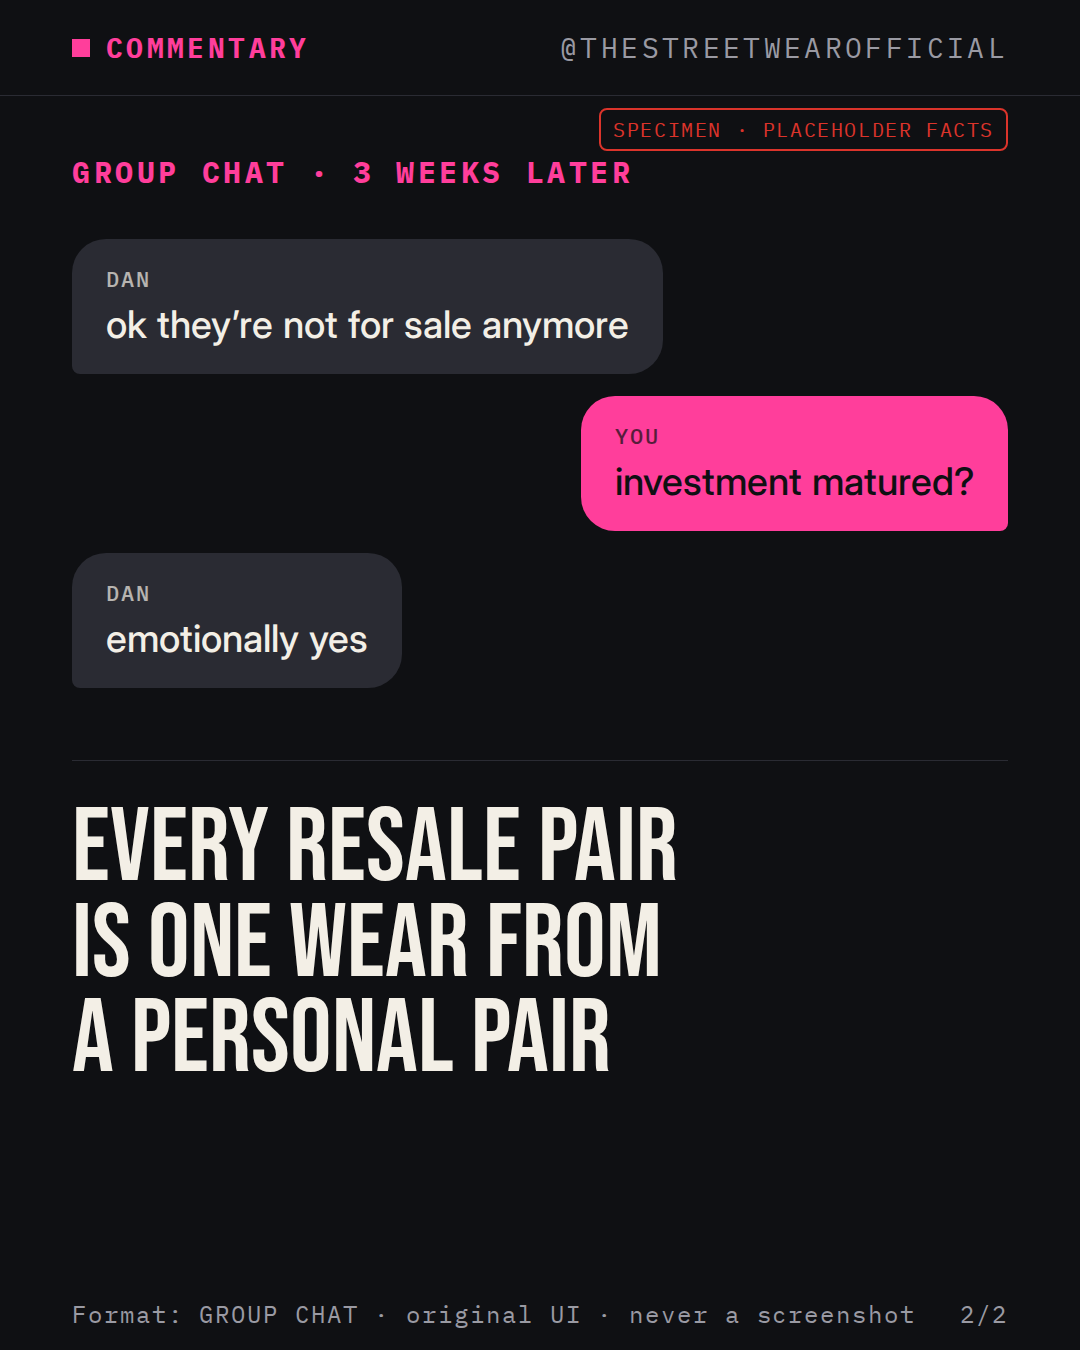 COMMENTARY
@THESTREETWEAROFFICIAL
SPECIMEN · PLACEHOLDER FACTS
GROUP CHAT · 3 WEEKS LATER
DAN
ok they’re not for sale anymore
YOU
investment matured?
DAN
emotionally yes
EVERY RESALE PAIR
IS ONE WEAR FROM
A PERSONAL PAIR
Format: GROUP CHAT · original UI · never a screenshot
2/2